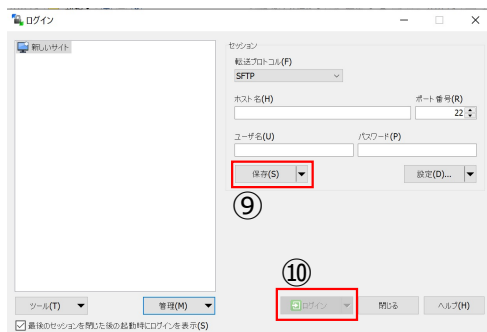 ログイン
新しいサイト
セッション
転送プロトコル(F)
SFTP
ホスト名(H)
ポート番号(R)
22
ユーザ名(U)
パスワード(P)
保存(S)
設定(D)...
⑨
⑩
ツール(T)
管理(M)
ログイン
閉じる
ヘルプ(H)
最後のセッションを閉じた後の起動時にログインを表示(S)